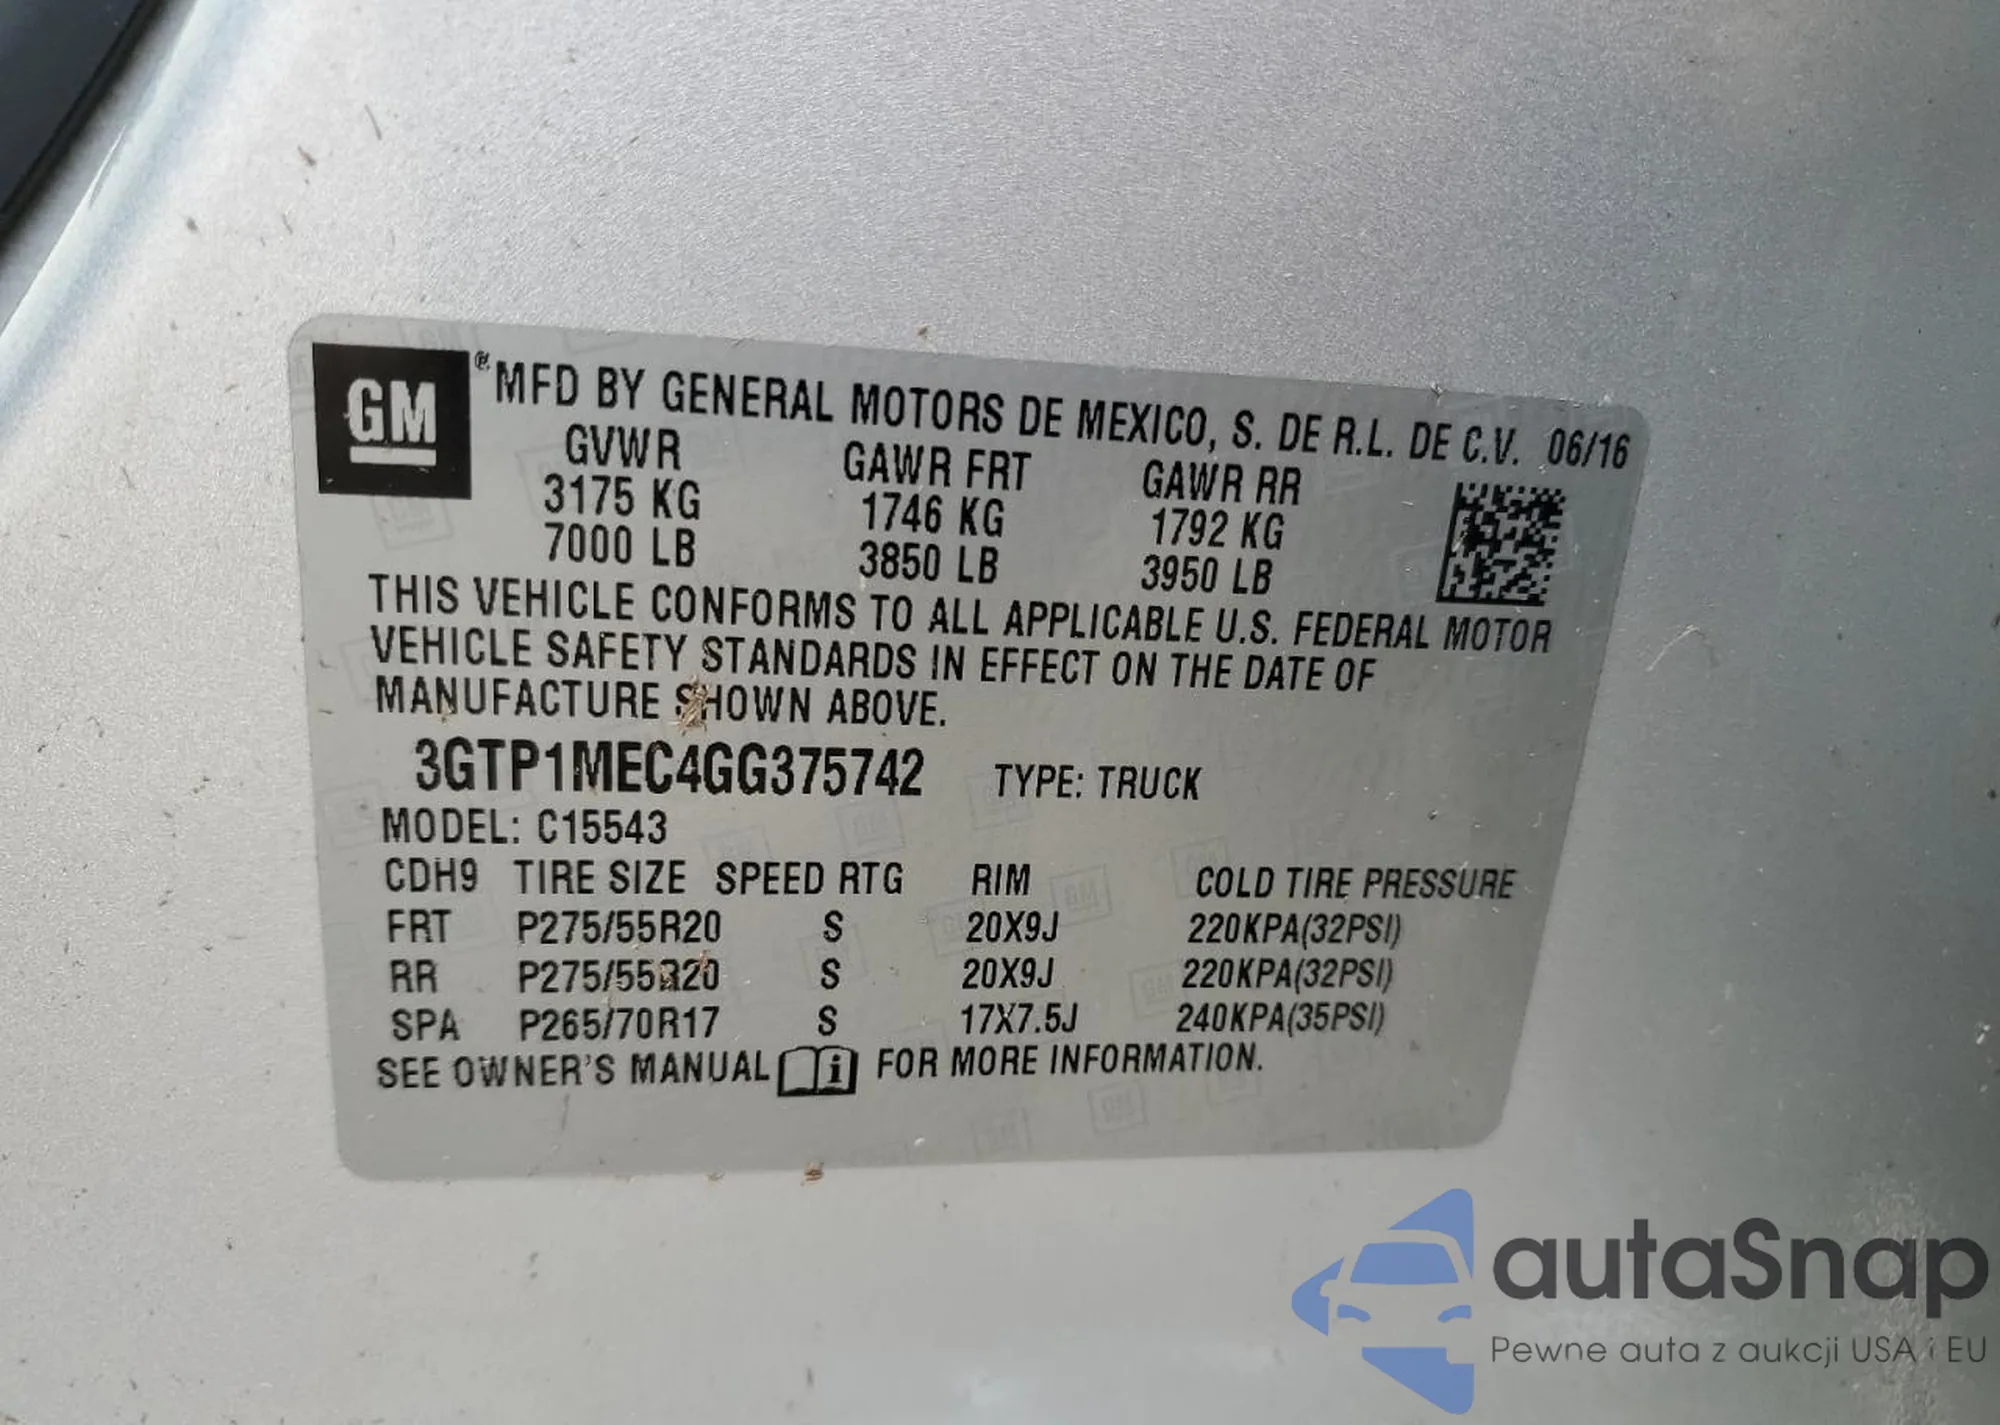 GM ® MFD BY GENERAL MOTORS DE MEXICO, S. DE R.L. DE C.V. 06/16
GVWR GAWR FRT GAWR RR
3175 KG 1746 KG 1792 KG
7000 LB 3850 LB 3950 LB
THIS VEHICLE CONFORMS TO ALL APPLICABLE U.S. FEDERAL MOTOR
VEHICLE SAFETY STANDARDS IN EFFECT ON THE DATE OF
MANUFACTURE SHOWN ABOVE.
3GTP1MEC4GG375742 TYPE: TRUCK
MODEL: C15543
CDH9 TIRE SIZE SPEED RTG RIM COLD TIRE PRESSURE
FRT P275/55R20 S 20X9J 220KPA(32PSI)
RR P275/55R20 S 20X9J 220KPA(32PSI)
SPA P265/70R17 S 17X7.5J 240KPA(35PSI)
SEE OWNER'S MANUAL i FOR MORE INFORMATION.
autaSnap
Pewne auta z aukcji USA i EU